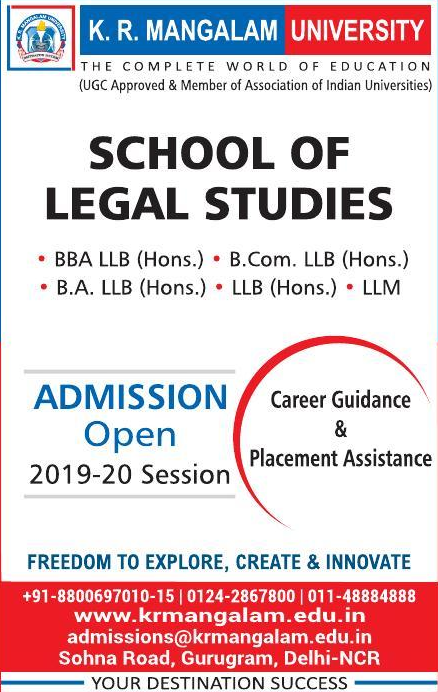 K. R. MANGALAM UNIVERSITY
THE COMPLETE WORLD OF EDUCATION
(UGC Approved & Member of Association of Indian Universities)
SCHOOL OF
LEGAL STUDIES
• BBA LLB (Hons.) • B.Com. LLB (Hons.)
• B.A. LLB (Hons.) • LLB (Hons.) • LLM
ADMISSION
Open
2019-20 Session
Career Guidance
&
Placement Assistance
FREEDOM TO EXPLORE, CREATE & INNOVATE
+91-8800697010-15 | 0124-2867800 | 011-48884888
www.krmangalam.edu.in
admissions@krmangalam.edu.in
Sohna Road, Gurugram, Delhi-NCR
YOUR DESTINATION SUCCESS